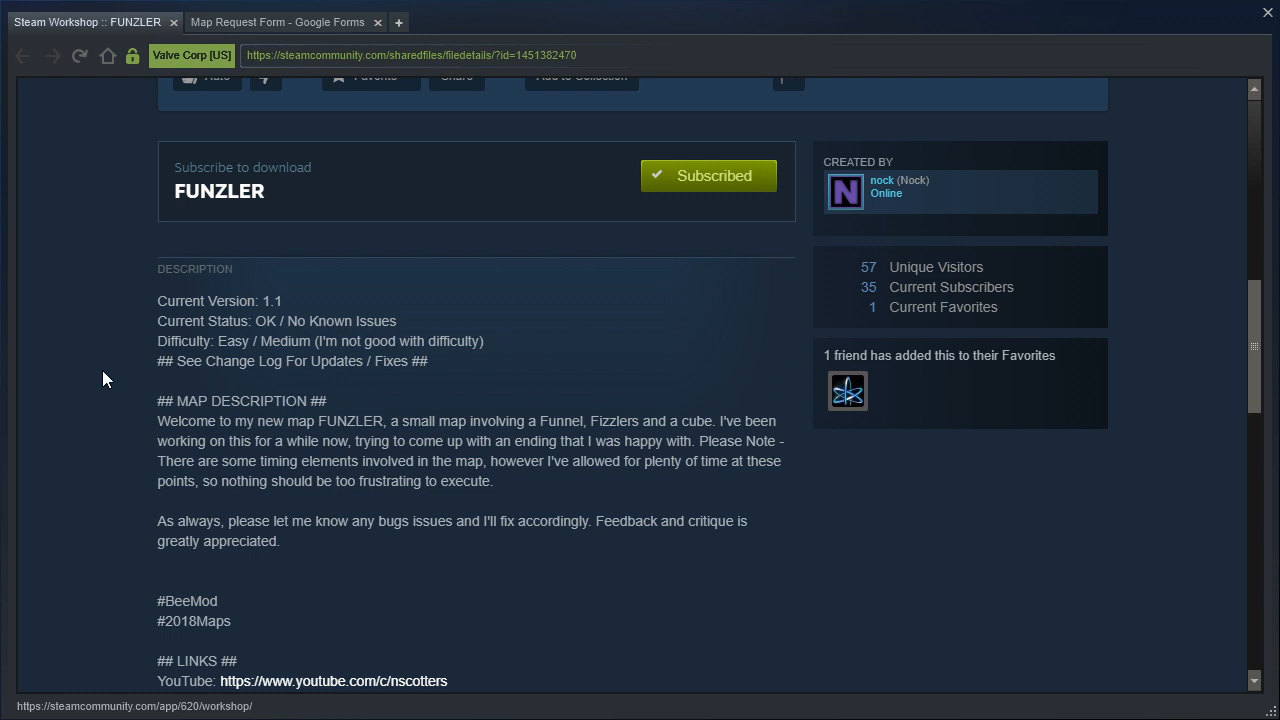 Steam Workshop :: FUNZLER
Map Request Form - Google Forms
Valve Corp [US]
https://steamcommunity.com/sharedfiles/filedetails/?id=1451382470
Rate
Favorite
Share
Add to Collection
Subscribe to download
FUNZLER
Subscribed
CREATED BY
N
nock (Nock)
Online
57 Unique Visitors
35 Current Subscribers
1 Current Favorites
1 friend has added this to their Favorites
DESCRIPTION
Current Version: 1.1
Current Status: OK / No Known Issues
Difficulty: Easy / Medium (I'm not good with difficulty)
## See Change Log For Updates / Fixes ##
## MAP DESCRIPTION ##
Welcome to my new map FUNZLER, a small map involving a Funnel, Fizzlers and a cube. I've been
working on this for a while now, trying to come up with an ending that I was happy with. Please Note -
There are some timing elements involved in the map, however I've allowed for plenty of time at these
points, so nothing should be too frustrating to execute.
As always, please let me know any bugs issues and I'll fix accordingly. Feedback and critique is
greatly appreciated.
#BeeMod
#2018Maps
## LINKS ##
YouTube: https://www.youtube.com/c/nscotters
https://steamcommunity.com/app/620/workshop/